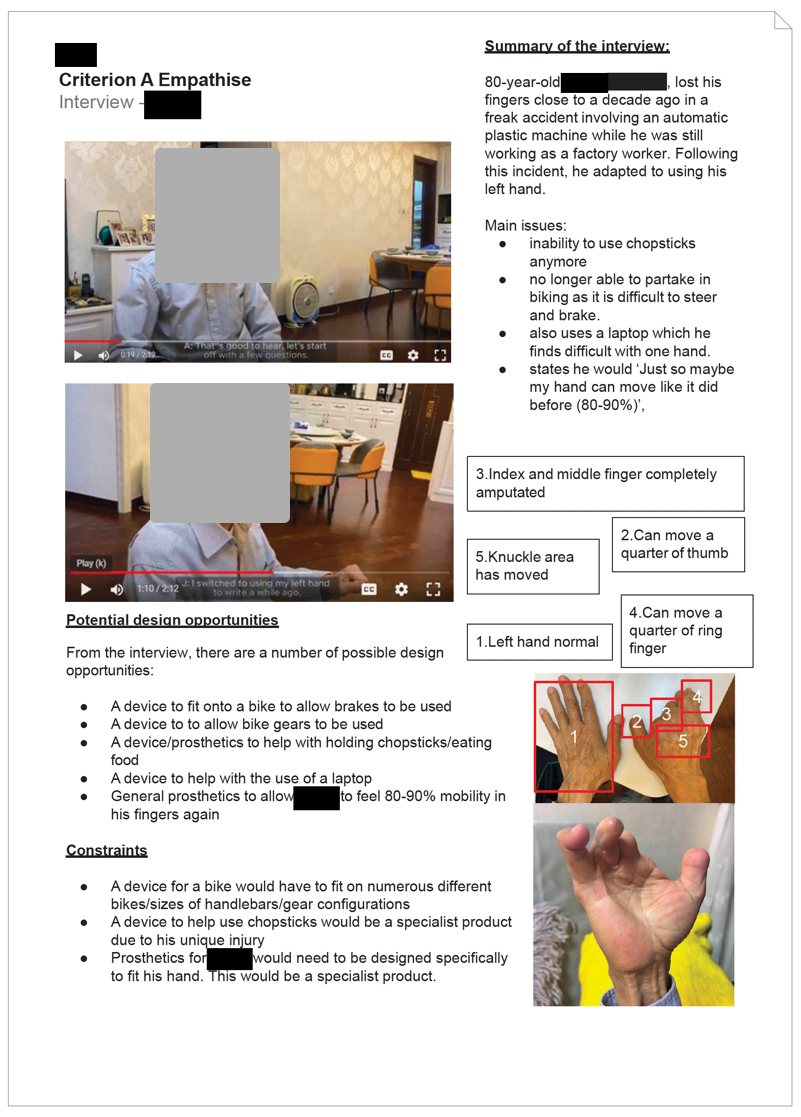 Criterion A Empathise
Interview -
A: That"s good to hear, let's start
off with a few questions.
0:19 / 2:12
CC
Play (k)
J: I switched to using my left hand
to write a while ago,
1:10 / 2:12
CC
Potential design opportunities
From the interview, there are a number of possible design
opportunities:
● A device to fit onto a bike to allow brakes to be used
● A device to to allow bike gears to be used
● A device/prosthetics to help with holding chopsticks/eating
food
● A device to help with the use of a laptop
● General prosthetics to allow to feel 80-90% mobility in
his fingers again
Constraints
● A device for a bike would have to fit on numerous different
bikes/sizes of handlebars/gear configurations
● A device to help use chopsticks would be a specialist product
due to his unique injury
● Prosthetics for would need to be designed specifically
to fit his hand. This would be a specialist product.
Summary of the interview:
80-year-old , lost his
fingers close to a decade ago in a
freak accident involving an automatic
plastic machine while he was still
working as a factory worker. Following
this incident, he adapted to using his
left hand.
Main issues:
● inability to use chopsticks
anymore
● no longer able to partake in
biking as it is difficult to steer
and brake.
● also uses a laptop which he
finds difficult with one hand.
● states he would ‘Just so maybe
my hand can move like it did
before (80-90%)’,
3.Index and middle finger completely
amputated
2.Can move a
quarter of thumb
5.Knuckle area
has moved
4.Can move a
quarter of ring
finger
1.Left hand normal
1
2
3
4
5